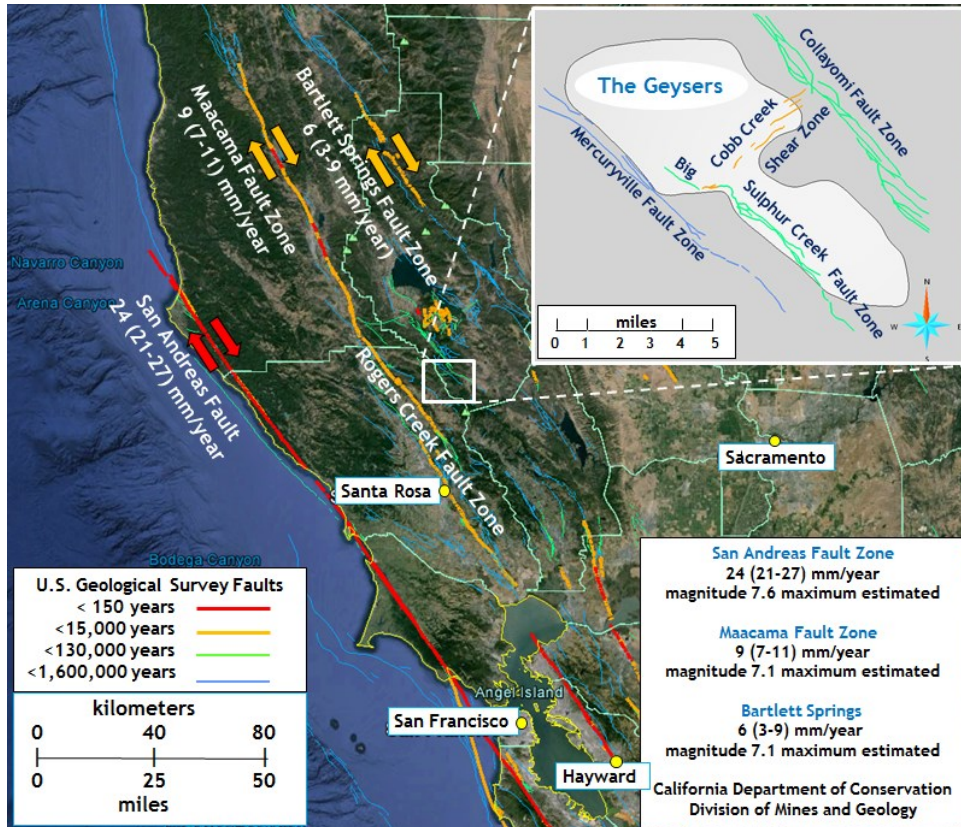 Maacama Fault Zone
9 (7-11) mm/year
Bartlett Springs Fault Zone
6 (3-9 mm/year)
Navarro Canyon
Arena Canyon
San Andreas Fault
24 (21-27) mm/year
Rogers Creek Fault Zone
Santa Rosa
Sacramento
Bodega Canyon
Angel Island
San Francisco
Hayward
The Geysers
Collayomi Fault Zone
Cobb Creek
Shear Zone
Mercuryville Fault Zone
Big
Sulphur Creek
Fault Zone
N
W
E
S
miles
0 1 2 3 4 5
U.S. Geological Survey Faults
< 150 years
<15,000 years
<130,000 years
<1,600,000 years
kilometers
0 40 80
0 25 50
miles
San Andreas Fault Zone
24 (21-27) mm/year
magnitude 7.6 maximum estimated
Maacama Fault Zone
9 (7-11) mm/year
magnitude 7.1 maximum estimated
Bartlett Springs
6 (3-9) mm/year
magnitude 7.1 maximum estimated
California Department of Conservation
Division of Mines and Geology